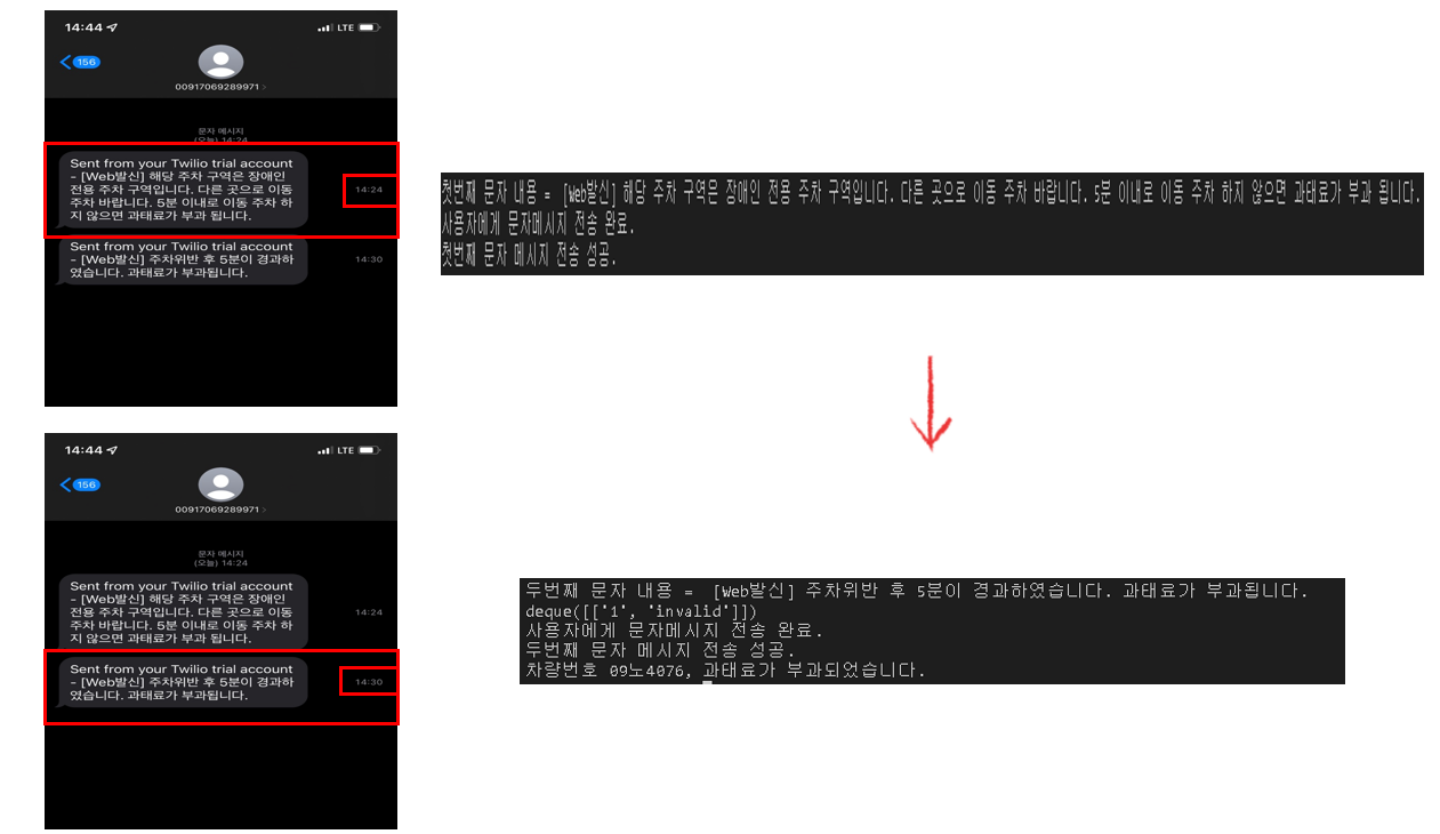 14:44
LTE
156
00917069289971
문자 메시지
(오늘) 14:24
Sent from your Twilio trial account
- [Web발신] 해당 주차 구역은 장애인
전용 주차 구역입니다. 다른 곳으로 이동
주차 바랍니다. 5분 이내로 이동 주차 하
지 않으면 과태료가 부과 됩니다.
14:24
Sent from your Twilio trial account
- [Web발신] 주차위반 후 5분이 경과하
였습니다. 과태료가 부과됩니다.
14:30
첫번째 문자 내용 = [Web발신] 해당 주차 구역은 장애인 전용 주차 구역입니다. 다른 곳으로 이동 주차 바랍니다. 5분 이내로 이동 주차 하지 않으면 과태료가 부과 됩니다.
사용자에게 문자메시지 전송 완료.
첫번째 문자 메시지 전송 성공.
14:44
LTE
156
00917069289971
문자 메시지
(오늘) 14:24
Sent from your Twilio trial account
- [Web발신] 해당 주차 구역은 장애인
전용 주차 구역입니다. 다른 곳으로 이동
주차 바랍니다. 5분 이내로 이동 주차 하
지 않으면 과태료가 부과 됩니다.
14:24
Sent from your Twilio trial account
- [Web발신] 주차위반 후 5분이 경과하
였습니다. 과태료가 부과됩니다.
14:30
두번째 문자 내용 = [Web발신] 주차위반 후 5분이 경과하였습니다. 과태료가 부과됩니다.
deque([['1', 'invalid']])
사용자에게 문자메시지 전송 완료.
두번째 문자 메시지 전송 성공.
차량번호 09노4076, 과태료가 부과되었습니다.